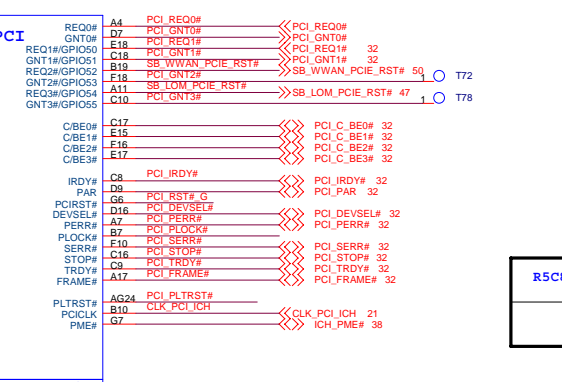 PCI
REQ0# A4 PCI_REQ0# PCI_REQ0#
GNT0# D7 PCI_GNT0# PCI_GNT0#
REQ1#/GPIO50 E18 PCI_REQ1# PCI_REQ1# 32
GNT1#/GPIO51 C18 PCI_GNT1# PCI_GNT1# 32
REQ2#/GPIO52 B19 SB_WWAN_PCIE_RST# SB_WWAN_PCIE_RST# 50
GNT2#/GPIO53 F18 PCI_GNT2# 1 T72
REQ3#/GPIO54 A11 SB_LOM_PCIE_RST# SB_LOM_PCIE_RST# 47
GNT3#/GPIO55 C10 PCI_GNT3# 1 T78
C/BE0# C17 PCI_C_BE0# 32
C/BE1# E15 PCI_C_BE1# 32
C/BE2# F16 PCI_C_BE2# 32
C/BE3# E17 PCI_C_BE3# 32
IRDY# C8 PCI_IRDY# PCI_IRDY# 32
PAR D9 PCI_PAR 32
PCIRST# G6 PCI_RST#_G
DEVSEL# D16 PCI_DEVSEL# PCI_DEVSEL# 32
PERR# A7 PCI_PERR# PCI_PERR# 32
PLOCK# B7 PCI_PLOCK#
SERR# F10 PCI_SERR# PCI_SERR# 32
STOP# C16 PCI_STOP# PCI_STOP# 32
TRDY# C9 PCI_TRDY# PCI_TRDY# 32
FRAME# A17 PCI_FRAME# PCI_FRAME# 32
PLTRST# AG24 PCI_PLTRST#
PCICLK B10 CLK_PCI_ICH CLK_PCI_ICH 21
PME# G7 ICH_PME# 38